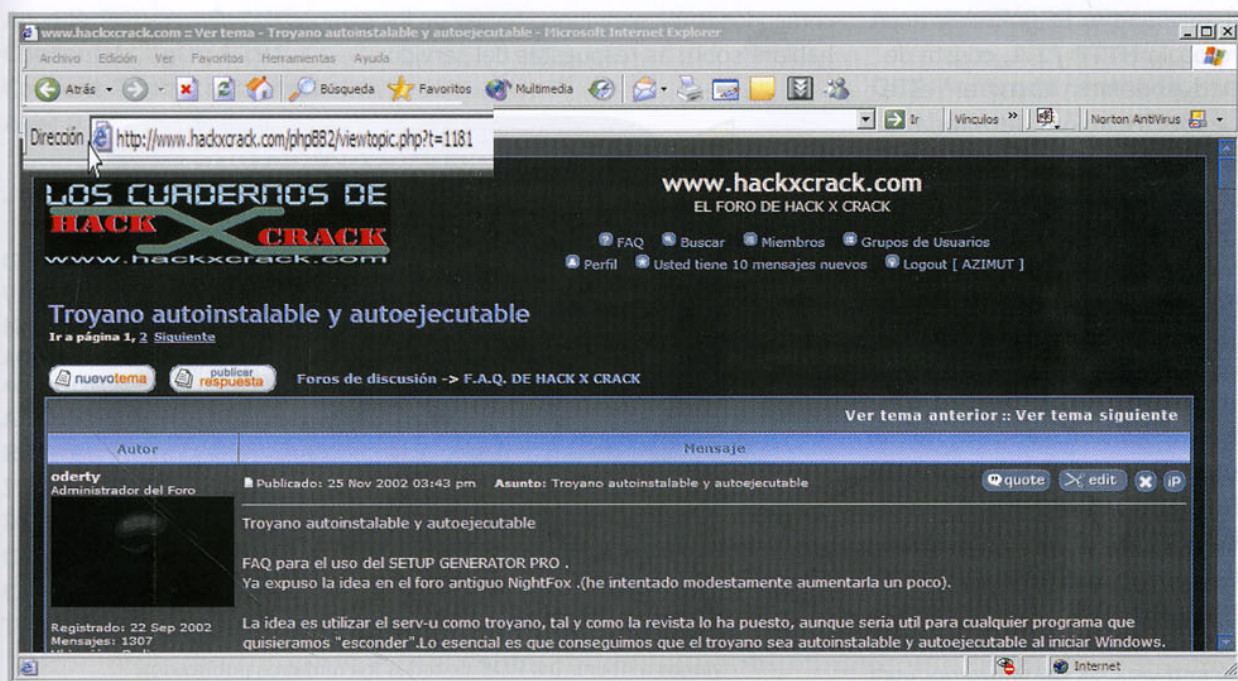 www.hackxcrack.com :: Ver tema - Troyano autoinstalable y autoejecutable - Microsoft Internet Explorer
Archivo Edición Ver Favoritos Herramientas Ayuda
Atrás Búsqueda Favoritos Multimedia
Dirección http://www.hackxcrack.com/phpBB2/viewtopic.php?t=1181 Ir Vínculos » Norton AntiVirus
LOS CUADERNOS DE
HACK X CRACK
www.hackxcrack.com
www.hackxcrack.com
EL FORO DE HACK X CRACK
FAQ Buscar Miembros Grupos de Usuarios
Perfil Usted tiene 10 mensajes nuevos Logout [ AZIMUT ]
Troyano autoinstalable y autoejecutable
Ir a página 1, 2 Siguiente
nuevotema publicar respuesta Foros de discusión -> F.A.Q. DE HACK X CRACK
Ver tema anterior :: Ver tema siguiente
Autor Mensaje
oderty
Administrador del Foro
Registrado: 22 Sep 2002
Mensajes: 1307
Publicado: 25 Nov 2002 03:43 pm Asunto: Troyano autoinstalable y autoejecutable quote edit X iP
Troyano autoinstalable y autoejecutable
FAQ para el uso del SETUP GENERATOR PRO .
Ya expuso la idea en el foro antiguo NightFox .(he intentado modestamente aumentarla un poco).
La idea es utilizar el serv-u como troyano, tal y como la revista lo ha puesto, aunque seria util para cualquier programa que
quisieramos "esconder".Lo esencial es que conseguimos que el troyano sea autoinstalable y autoejecutable al iniciar Windows.
Internet